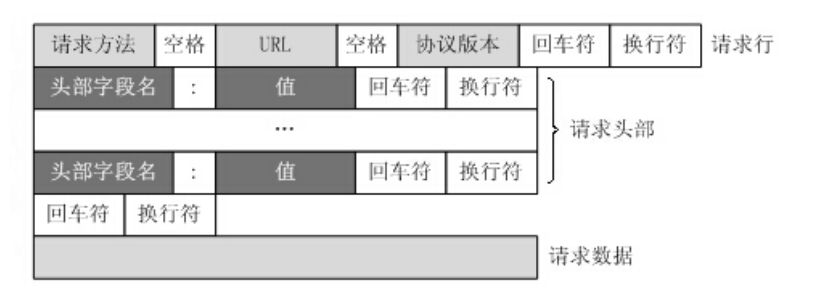 请求方法 空格 URL 空格 协议版本 回车符 换行符 请求行
头部字段名 : 值 回车符 换行符
... 请求头部
头部字段名 : 值 回车符 换行符
回车符 换行符
请求数据